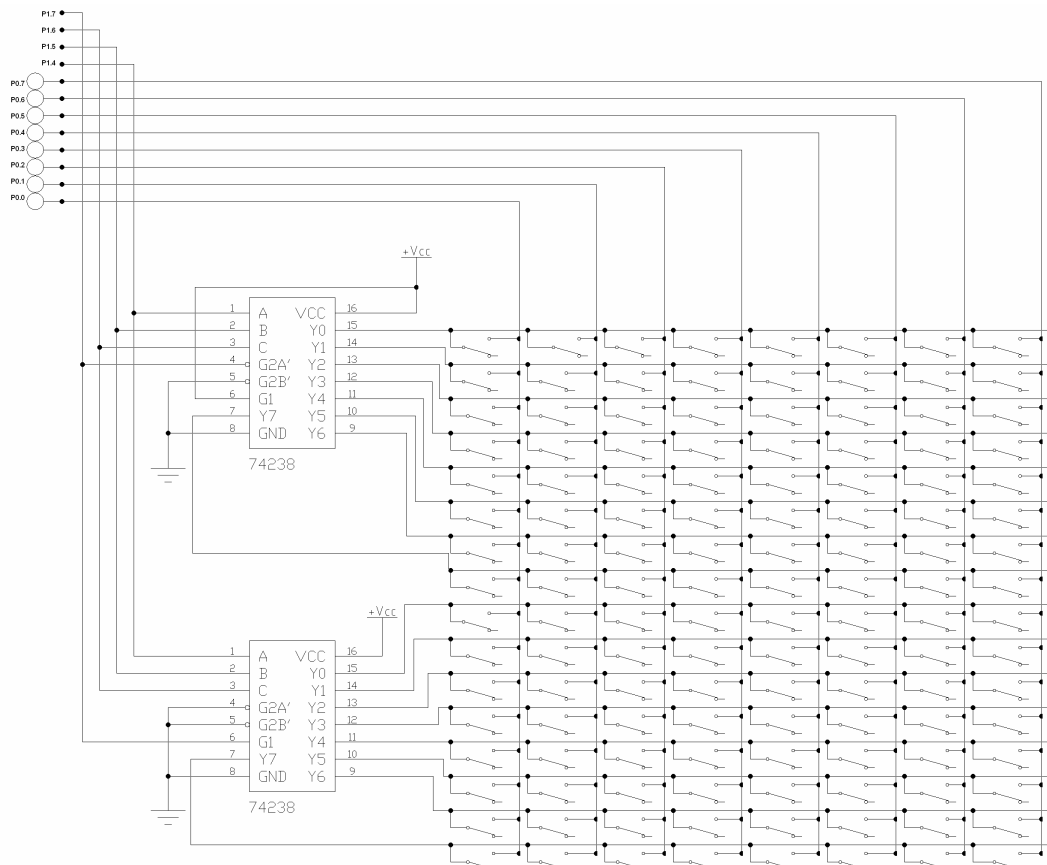 P1.7
P1.6
P1.5
P1.4
P0.7
P0.6
P0.5
P0.4
P0.3
P0.2
P0.1
P0.0
+Vcc
1 A VCC 16
2 B Y0 15
3 C Y1 14
4 G2A' Y2 13
5 G2B' Y3 12
6 G1 Y4 11
7 Y7 Y5 10
8 GND Y6 9
74238
+Vcc
1 A VCC 16
2 B Y0 15
3 C Y1 14
4 G2A' Y2 13
5 G2B' Y3 12
6 G1 Y4 11
7 Y7 Y5 10
8 GND Y6 9
74238